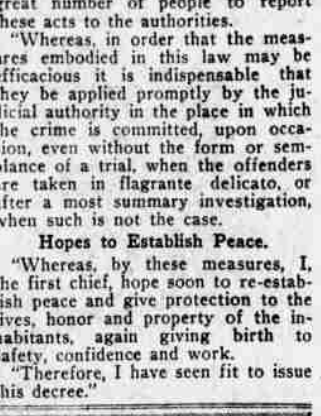 great number of people to report
these acts to the authorities.
"Whereas, in order that the meas-
ures embodied in this law may be
efficacious it is indispensable that
they be applied promptly by the ju-
dicial authority in the place in which
the crime is committed, upon occa-
sion, even without the form or sem-
blance of a trial, when the offenders
are taken in flagrante delicato, or
after a most summary investigation,
when such is not the case.
Hopes to Establish Peace.
"Whereas, by these measures, I,
the first chief, hope soon to re-estab-
lish peace and give protection to the
lives, honor and property of the in-
habitants, again giving birth to
safety, confidence and work.
"Therefore, I have seen fit to issue
this decree."